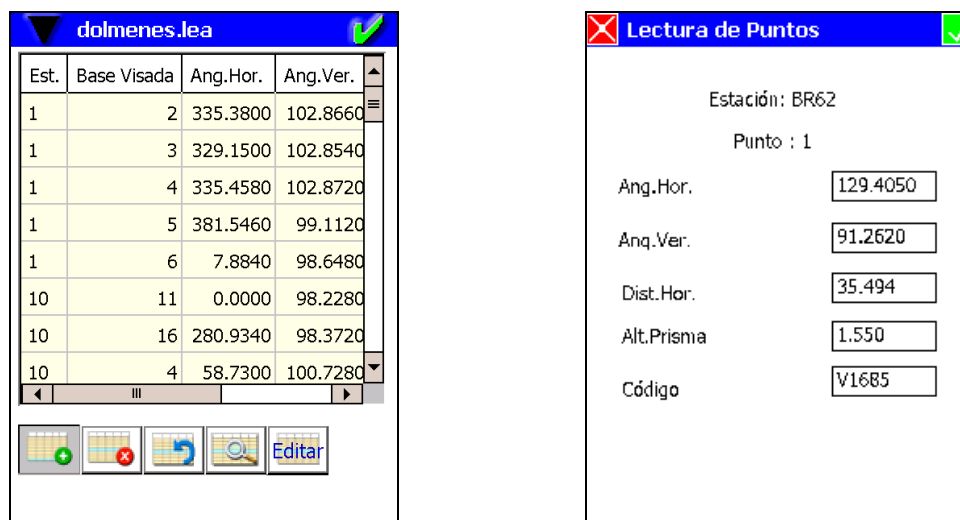 dolmenes.lea
Est. Base Visada Ang.Hor. Ang.Ver.
1 2 335.3800 102.8660
1 3 329.1500 102.8540
1 4 335.4580 102.8720
1 5 381.5460 99.1120
1 6 7.8840 98.6480
10 11 0.0000 98.2280
10 16 280.9340 98.3720
10 4 58.7300 100.7280
Editar
Lectura de Puntos
Estación: BR62
Punto : 1
Ang.Hor. 129.4050
Ang.Ver. 91.2620
Dist.Hor. 35.494
Alt.Prisma 1.550
Código V16B5